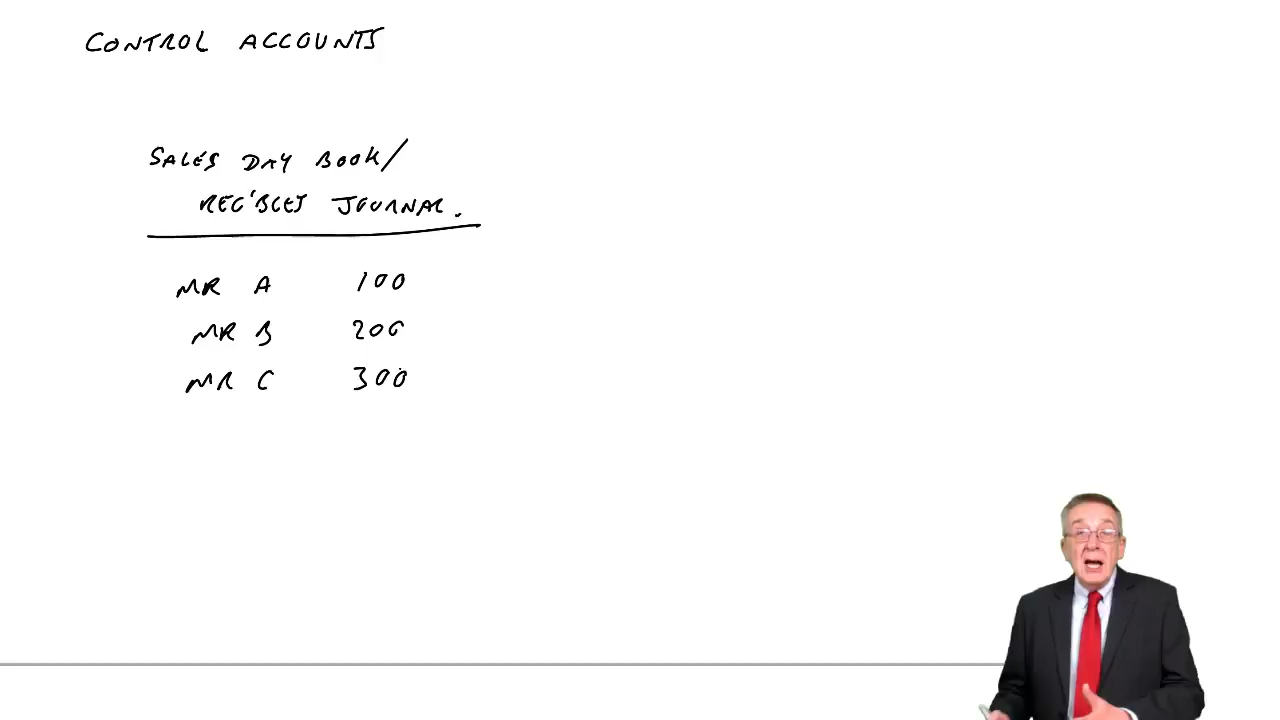 CONTROL ACCOUNTS
SALES DAY BOOK/
REC'BLES JOURNAL.
MR A 100
MR B 200
MR C 300